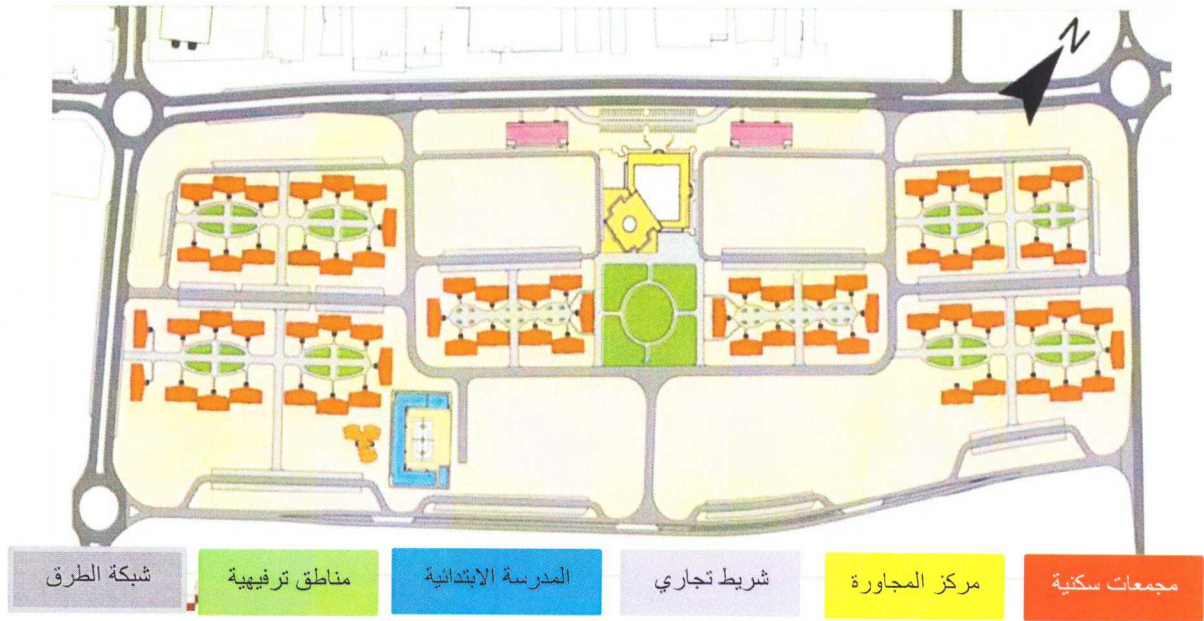 N
مجمعات سكنية
مركز المجاورة
شريط تجاري
المدرسة الابتدائية
مناطق ترفيهية
شبكة الطرق